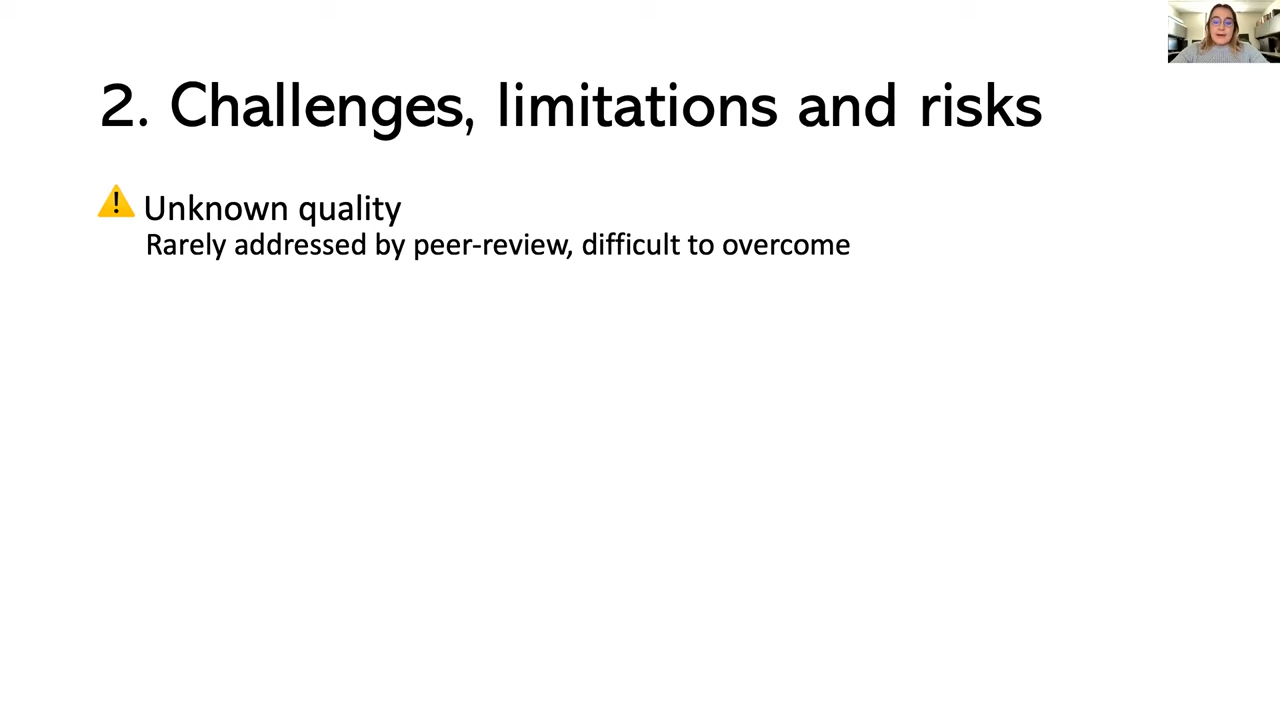 2. Challenges, limitations and risks
Unknown quality
Rarely addressed by peer-review, difficult to overcome